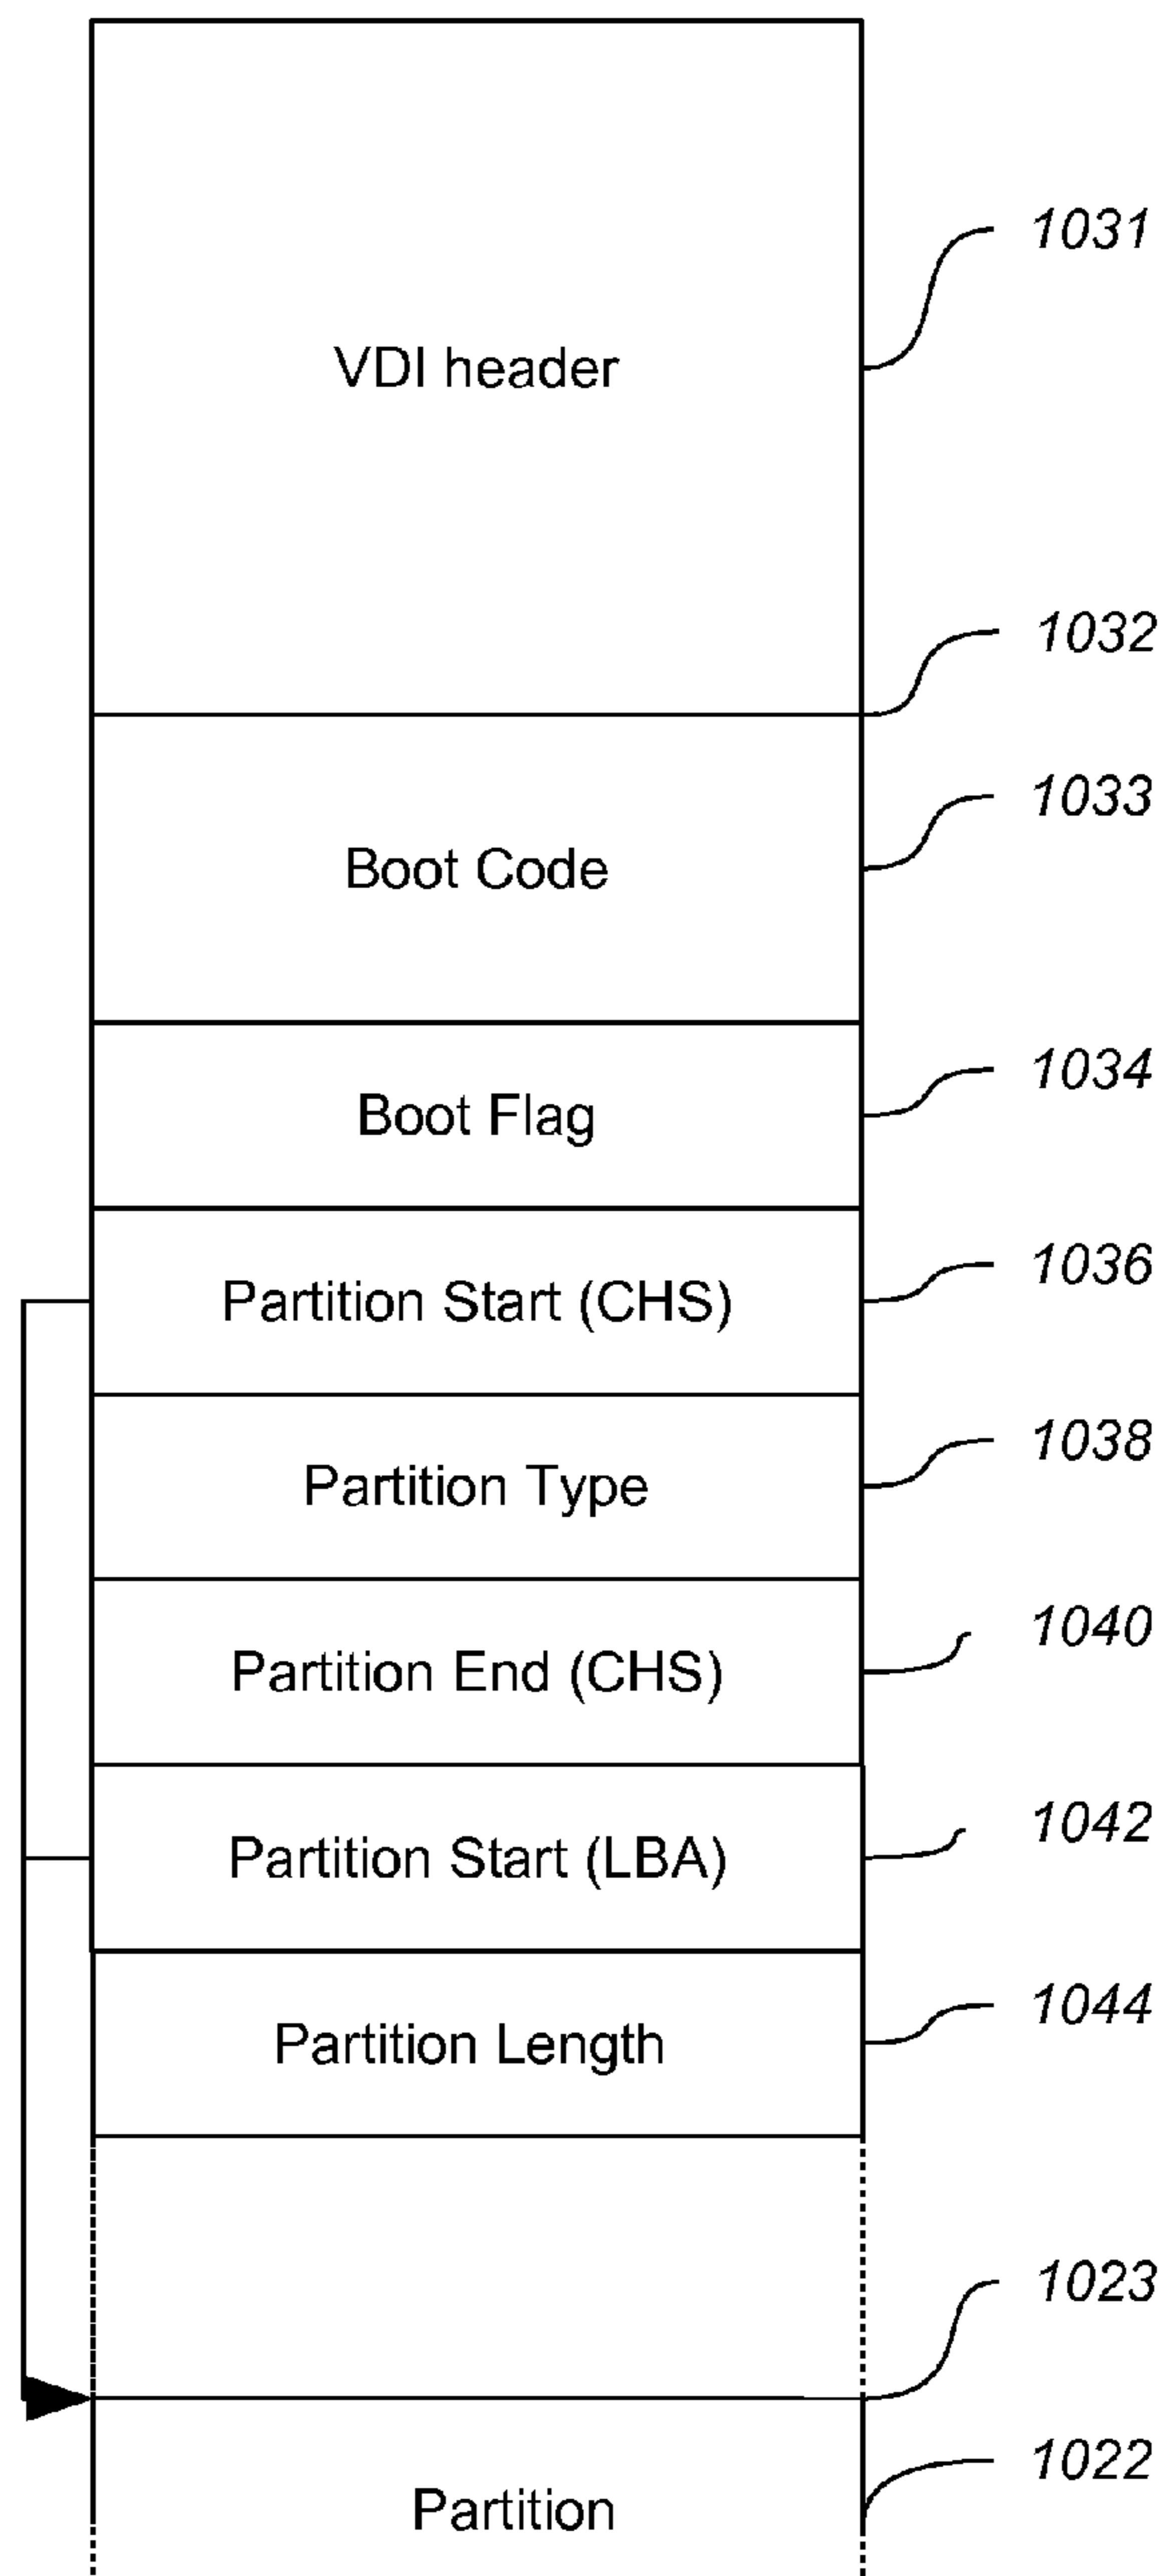 1031
VDI header
1032
1033
Boot Code
1034
Boot Flag
1036
Partition Start (CHS)
1038
Partition Type
1040
Partition End (CHS)
1042
Partition Start (LBA)
1044
Partition Length
1023
1022
Partition